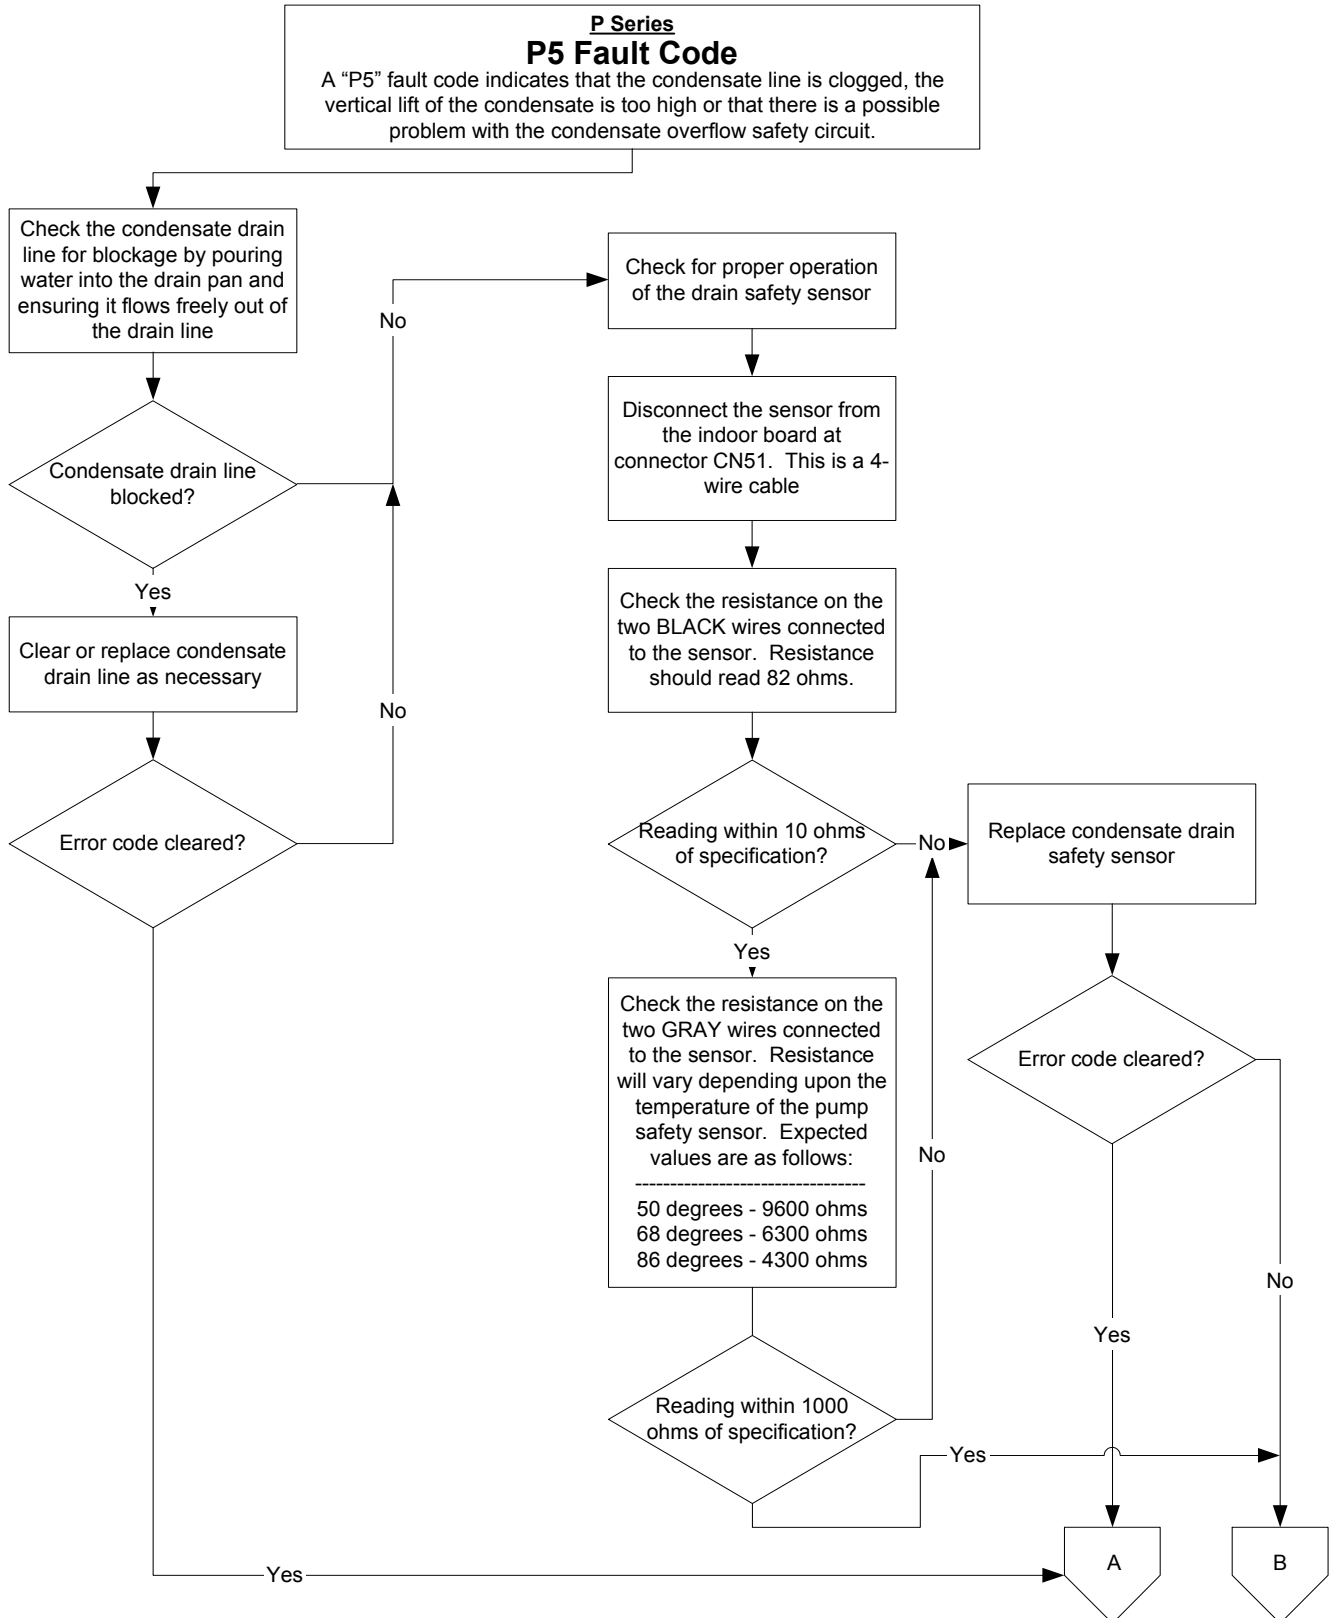 P Series
P5 Fault Code
A “P5” fault code indicates that the condensate line is clogged, the
vertical lift of the condensate is too high or that there is a possible
problem with the condensate overflow safety circuit.
Check the condensate drain
line for blockage by pouring
water into the drain pan and
ensuring it flows freely out of
the drain line
Condensate drain line
blocked?
No
Yes
Clear or replace condensate
drain line as necessary
Error code cleared?
No
Yes
Check for proper operation
of the drain safety sensor
Disconnect the sensor from
the indoor board at
connector CN51.  This is a 4-
wire cable
Check the resistance on the
two BLACK wires connected
to the sensor.  Resistance
should read 82 ohms.
Reading within 10 ohms
of specification?
No
Yes
Check the resistance on the
two GRAY wires connected
to the sensor.  Resistance
will vary depending upon the
temperature of the pump
safety sensor.  Expected
values are as follows:
---------------------------------
50 degrees - 9600 ohms
68 degrees - 6300 ohms
86 degrees - 4300 ohms
Reading within 1000
ohms of specification?
No
Yes
Replace condensate drain
safety sensor
Error code cleared?
Yes
No
A
B